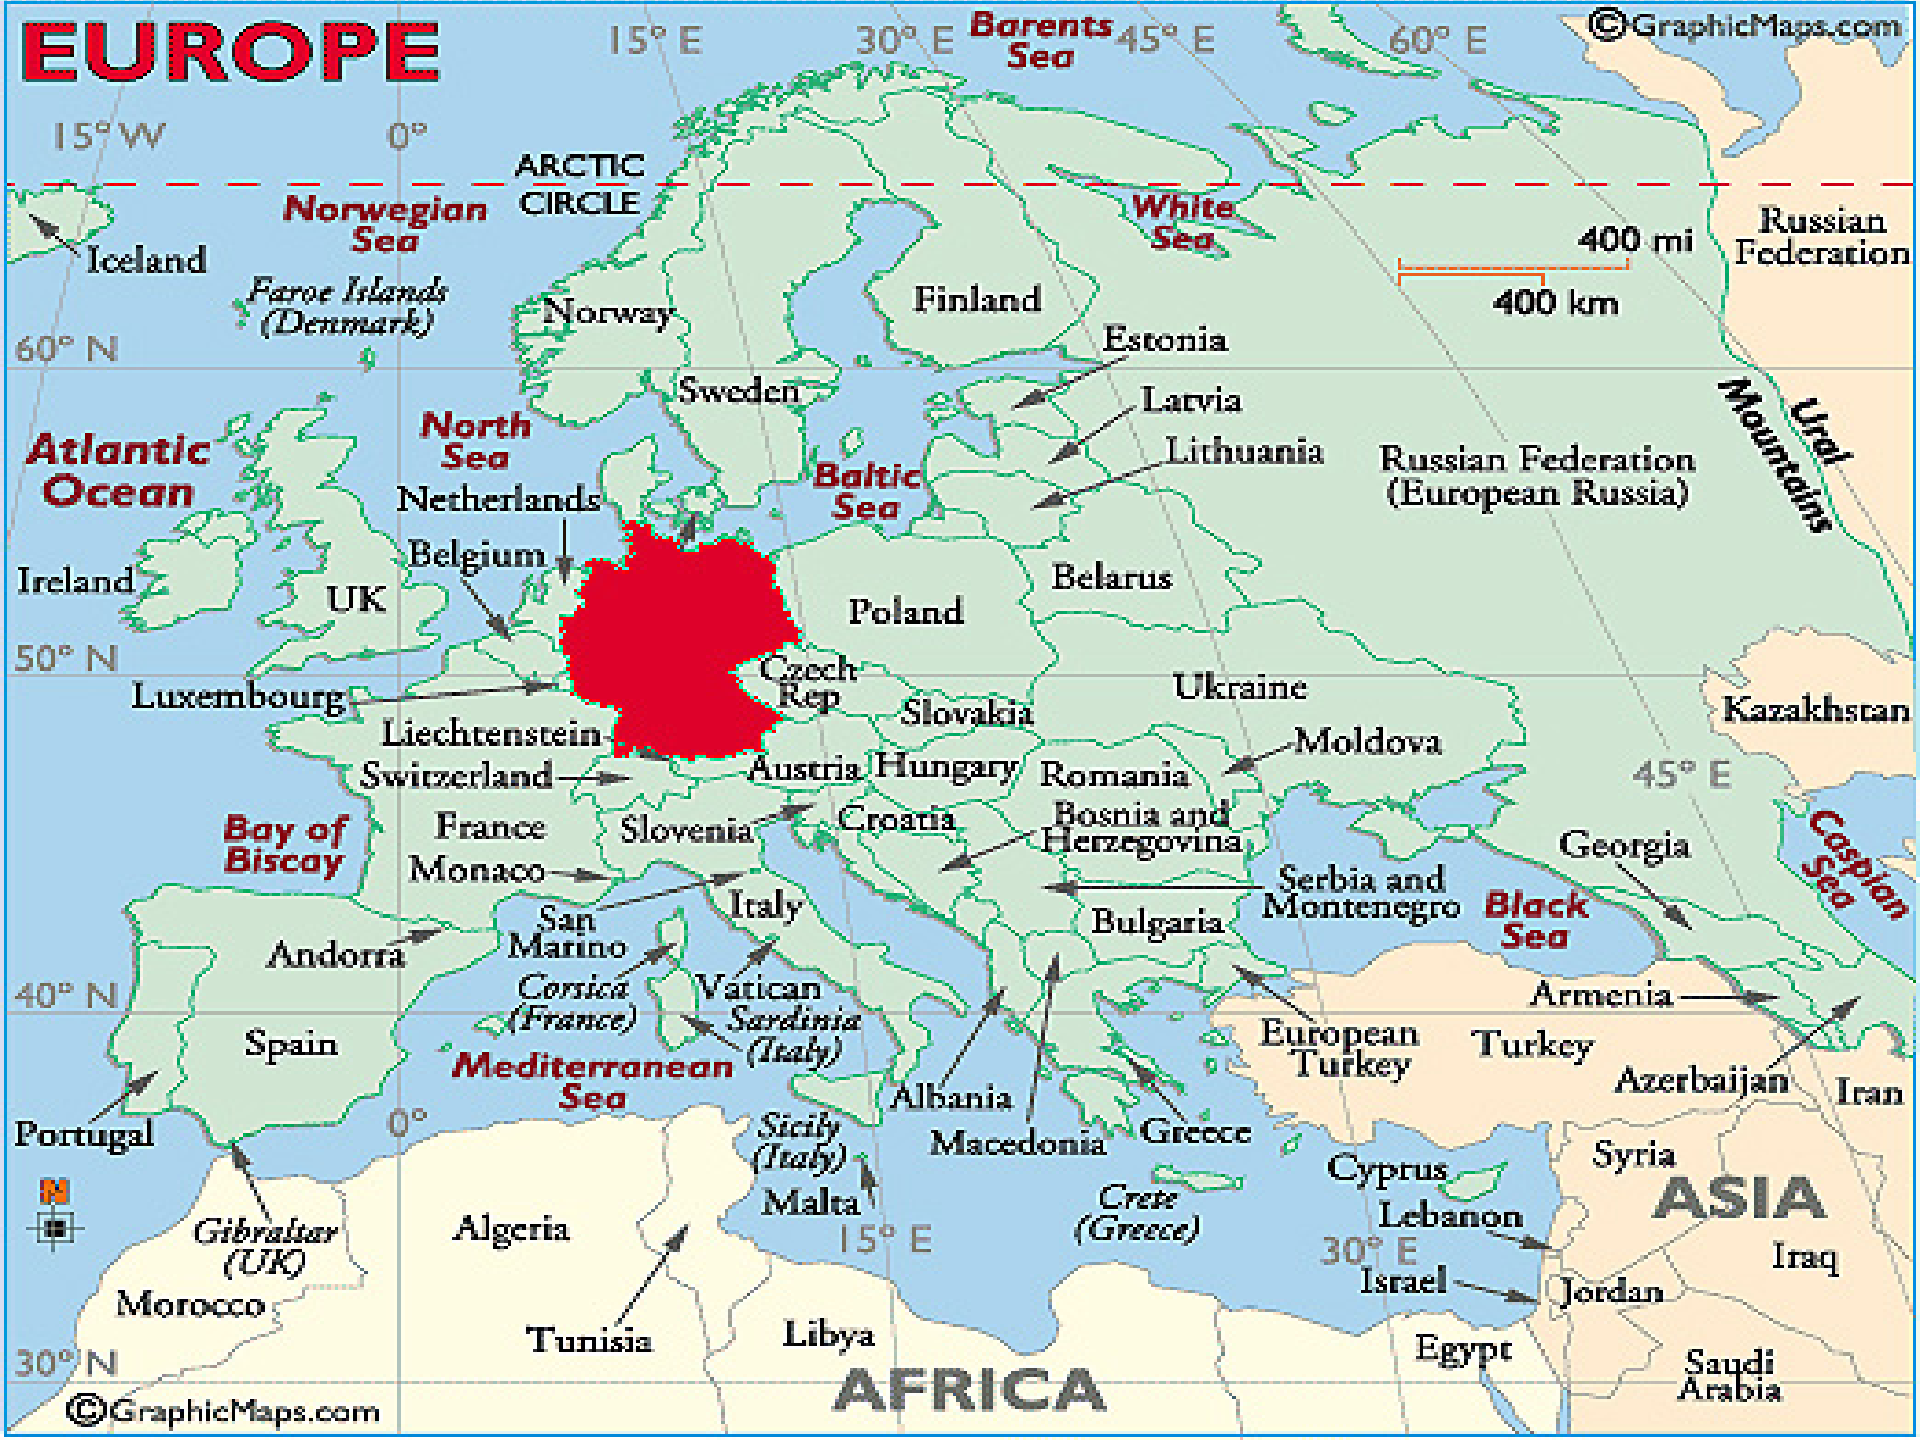 EUROPE
15° E
30° E
Barents
Sea
45° E
60° E
©GraphicMaps.com
15° W
0°
ARCTIC
CIRCLE
Norwegian
Sea
White
Sea
Iceland
Faroe Islands
(Denmark)
Norway
Finland
400 mi
400 km
Russian
Federation
60° N
Estonia
Sweden
Latvia
Ural
Mountains
North
Sea
Atlantic
Ocean
Baltic
Sea
Lithuania
Russian Federation
(European Russia)
Netherlands
Belgium
Ireland
UK
Belarus
Poland
50° N
Luxembourg
Czech
Rep
Ukraine
Slovakia
Kazakhstan
Liechtenstein
Moldova
Switzerland
Austria
Hungary
Romania
45° E
Bay of
Biscay
France
Slovenia
Croatia
Bosnia and
Herzegovina
Georgia
Caspian
Sea
Monaco
Serbia and
Montenegro
Black
Sea
San
Marino
Italy
Bulgaria
Andorra
Corsica
(France)
Vatican
40° N
Armenia
Sardinia
(Italy)
Spain
European
Turkey
Turkey
Mediterranean
Sea
Azerbaijan
Iran
Albania
Portugal
0°
Sicily
(Italy)
Macedonia
Greece
Syria
Cyprus
ASIA
Malta
Crete
(Greece)
Lebanon
Gibraltar
(UK)
Algeria
15° E
30° E
Iraq
Israel
Jordan
Morocco
Tunisia
Libya
Egypt
30° N
Saudi
Arabia
AFRICA
©GraphicMaps.com
N